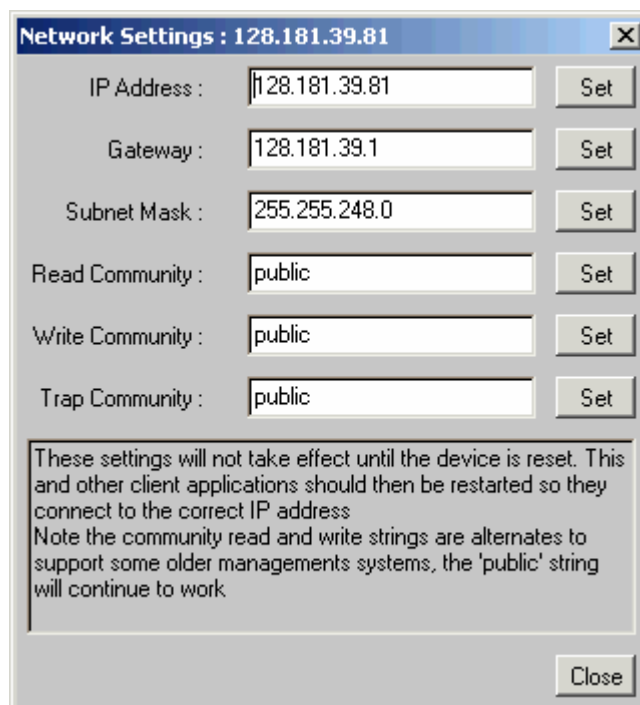 Network Settings : 128.181.39.81
IP Address : 128.181.39.81 Set
Gateway : 128.181.39.1 Set
Subnet Mask : 255.255.248.0 Set
Read Community : public Set
Write Community : public Set
Trap Community : public Set
These settings will not take effect until the device is reset. This
and other client applications should then be restarted so they
connect to the correct IP address
Note the community read and write strings are alternates to
support some older managements systems, the 'public' string
will continue to work
Close